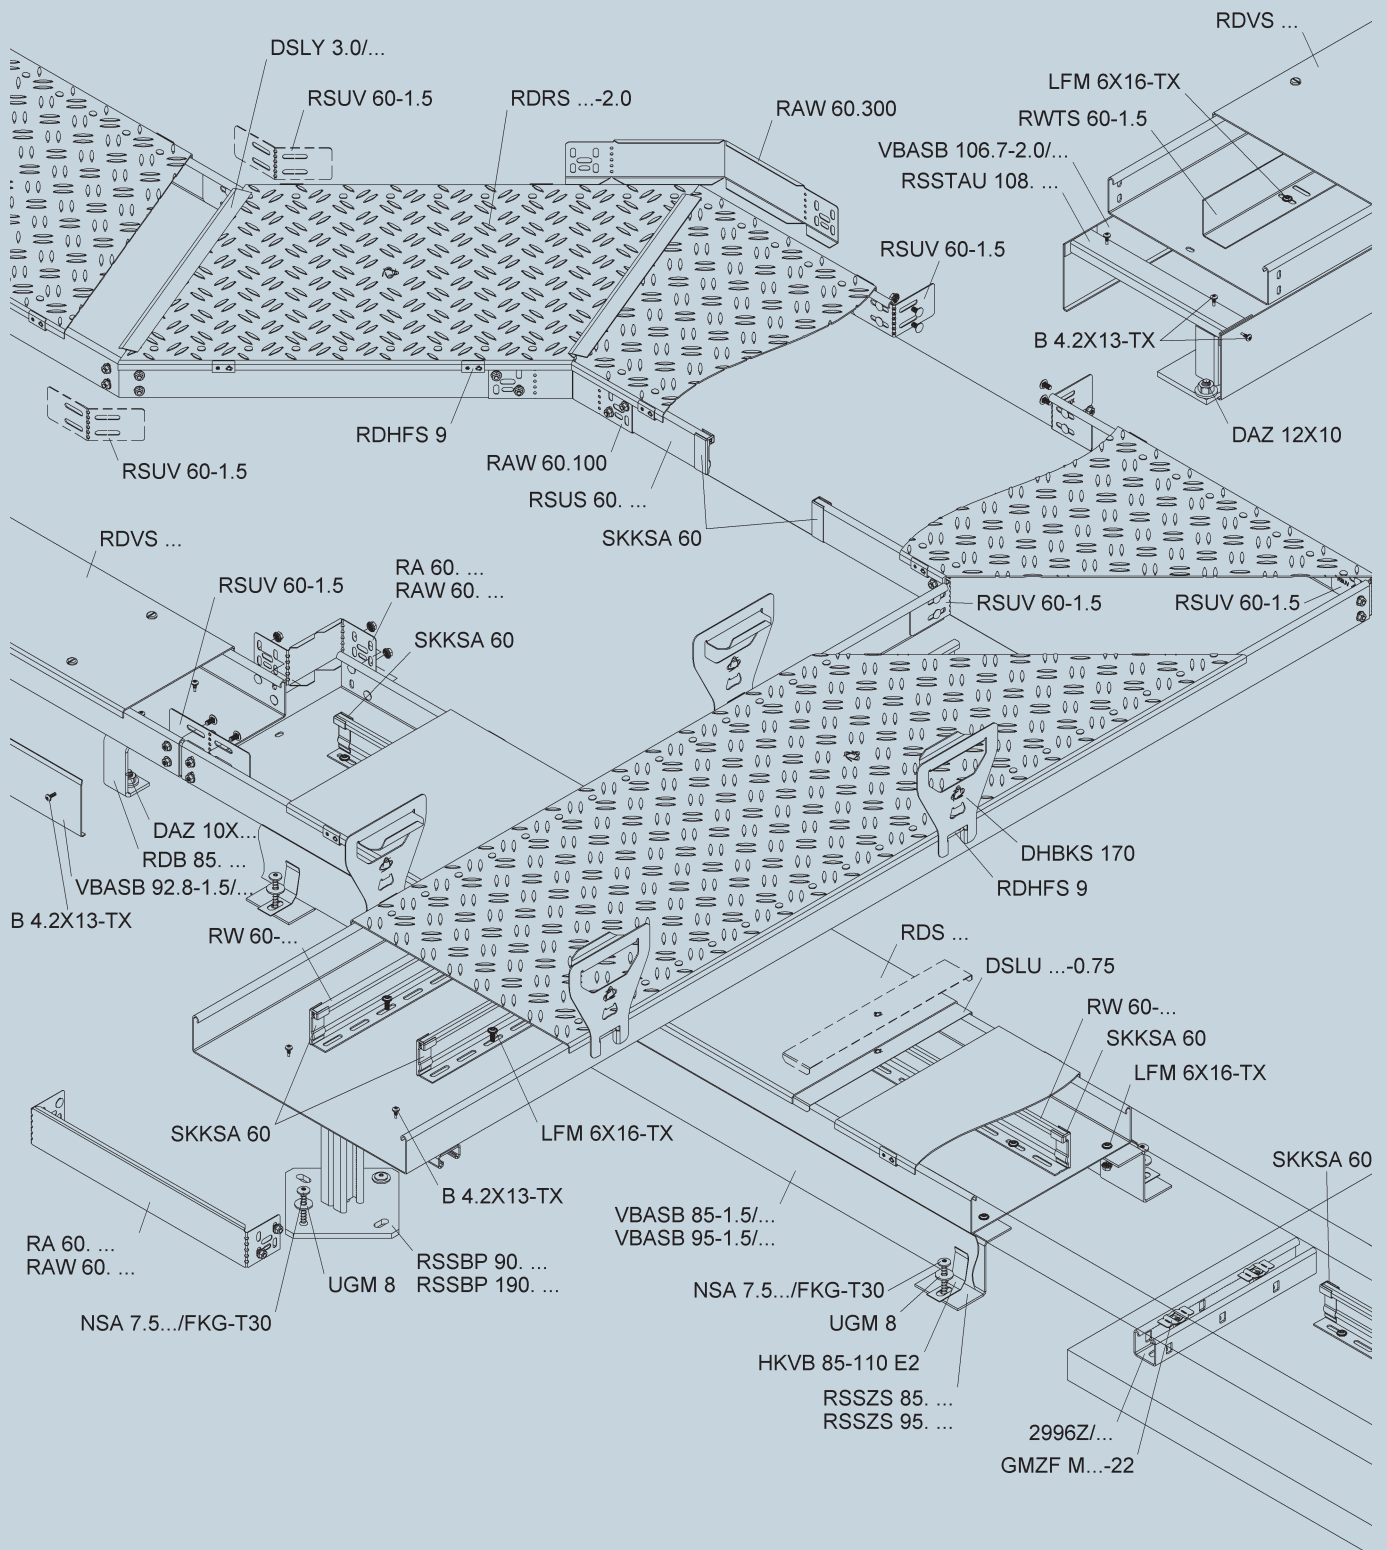 RDVS ...
DSLY 3.0/...
RSUV 60-1.5
RDRS ...-2.0
RAW 60.300
LFM 6X16-TX
RWTS 60-1.5
VBASB 106.7-2.0/...
RSSTAU 108. ...
RSUV 60-1.5
B 4.2X13-TX
RDHFS 9
DAZ 12X10
RAW 60.100
RSUV 60-1.5
RSUS 60. ...
SKKSA 60
RDVS ...
RA 60. ...
RAW 60. ...
RSUV 60-1.5
SKKSA 60
RSUV 60-1.5
RSUV 60-1.5
DAZ 10X...
RDB 85. ...
VBASB 92.8-1.5/...
B 4.2X13-TX
DHBKS 170
RDHFS 9
RW 60-...
RDS ...
DSLU ...-0.75
RW 60-...
SKKSA 60
LFM 6X16-TX
SKKSA 60
LFM 6X16-TX
SKKSA 60
B 4.2X13-TX
VBASB 85-1.5/...
VBASB 95-1.5/...
RA 60. ...
RAW 60. ...
RSSBP 90. ...
RSSBP 190. ...
UGM 8
NSA 7.5.../FKG-T30
NSA 7.5.../FKG-T30
UGM 8
HKVB 85-110 E2
RSSZS 85. ...
RSSZS 95. ...
2996Z/...
GMZF M...-22